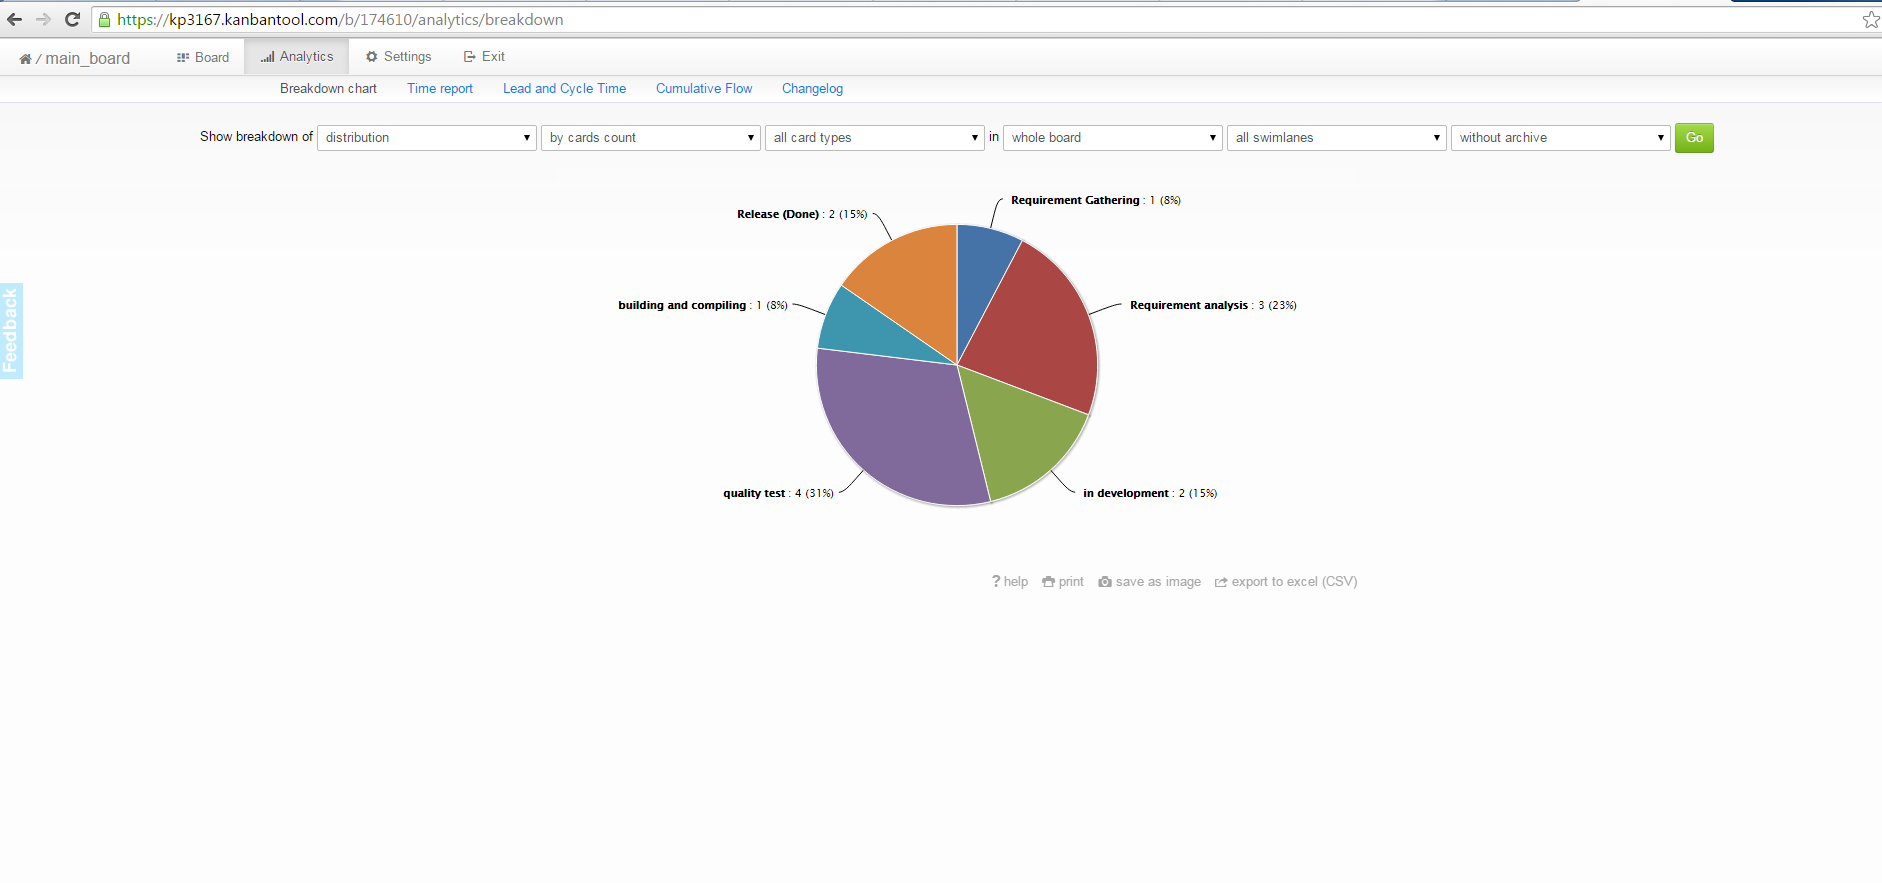 https://kp3167.kanbantool.com/b/174610/analytics/breakdown
/ main_board Board Analytics Settings Exit
Breakdown chart Time report Lead and Cycle Time Cumulative Flow Changelog
Show breakdown of distribution by cards count all card types in whole board all swimlanes without archive Go
Requirement Gathering : 1 (8%)
Release (Done) : 2 (15%)
Feedback
building and compiling : 1 (8%)
Requirement analysis : 3 (23%)
quality test : 4 (31%)
in development : 2 (15%)
? help print save as image export to excel (CSV)